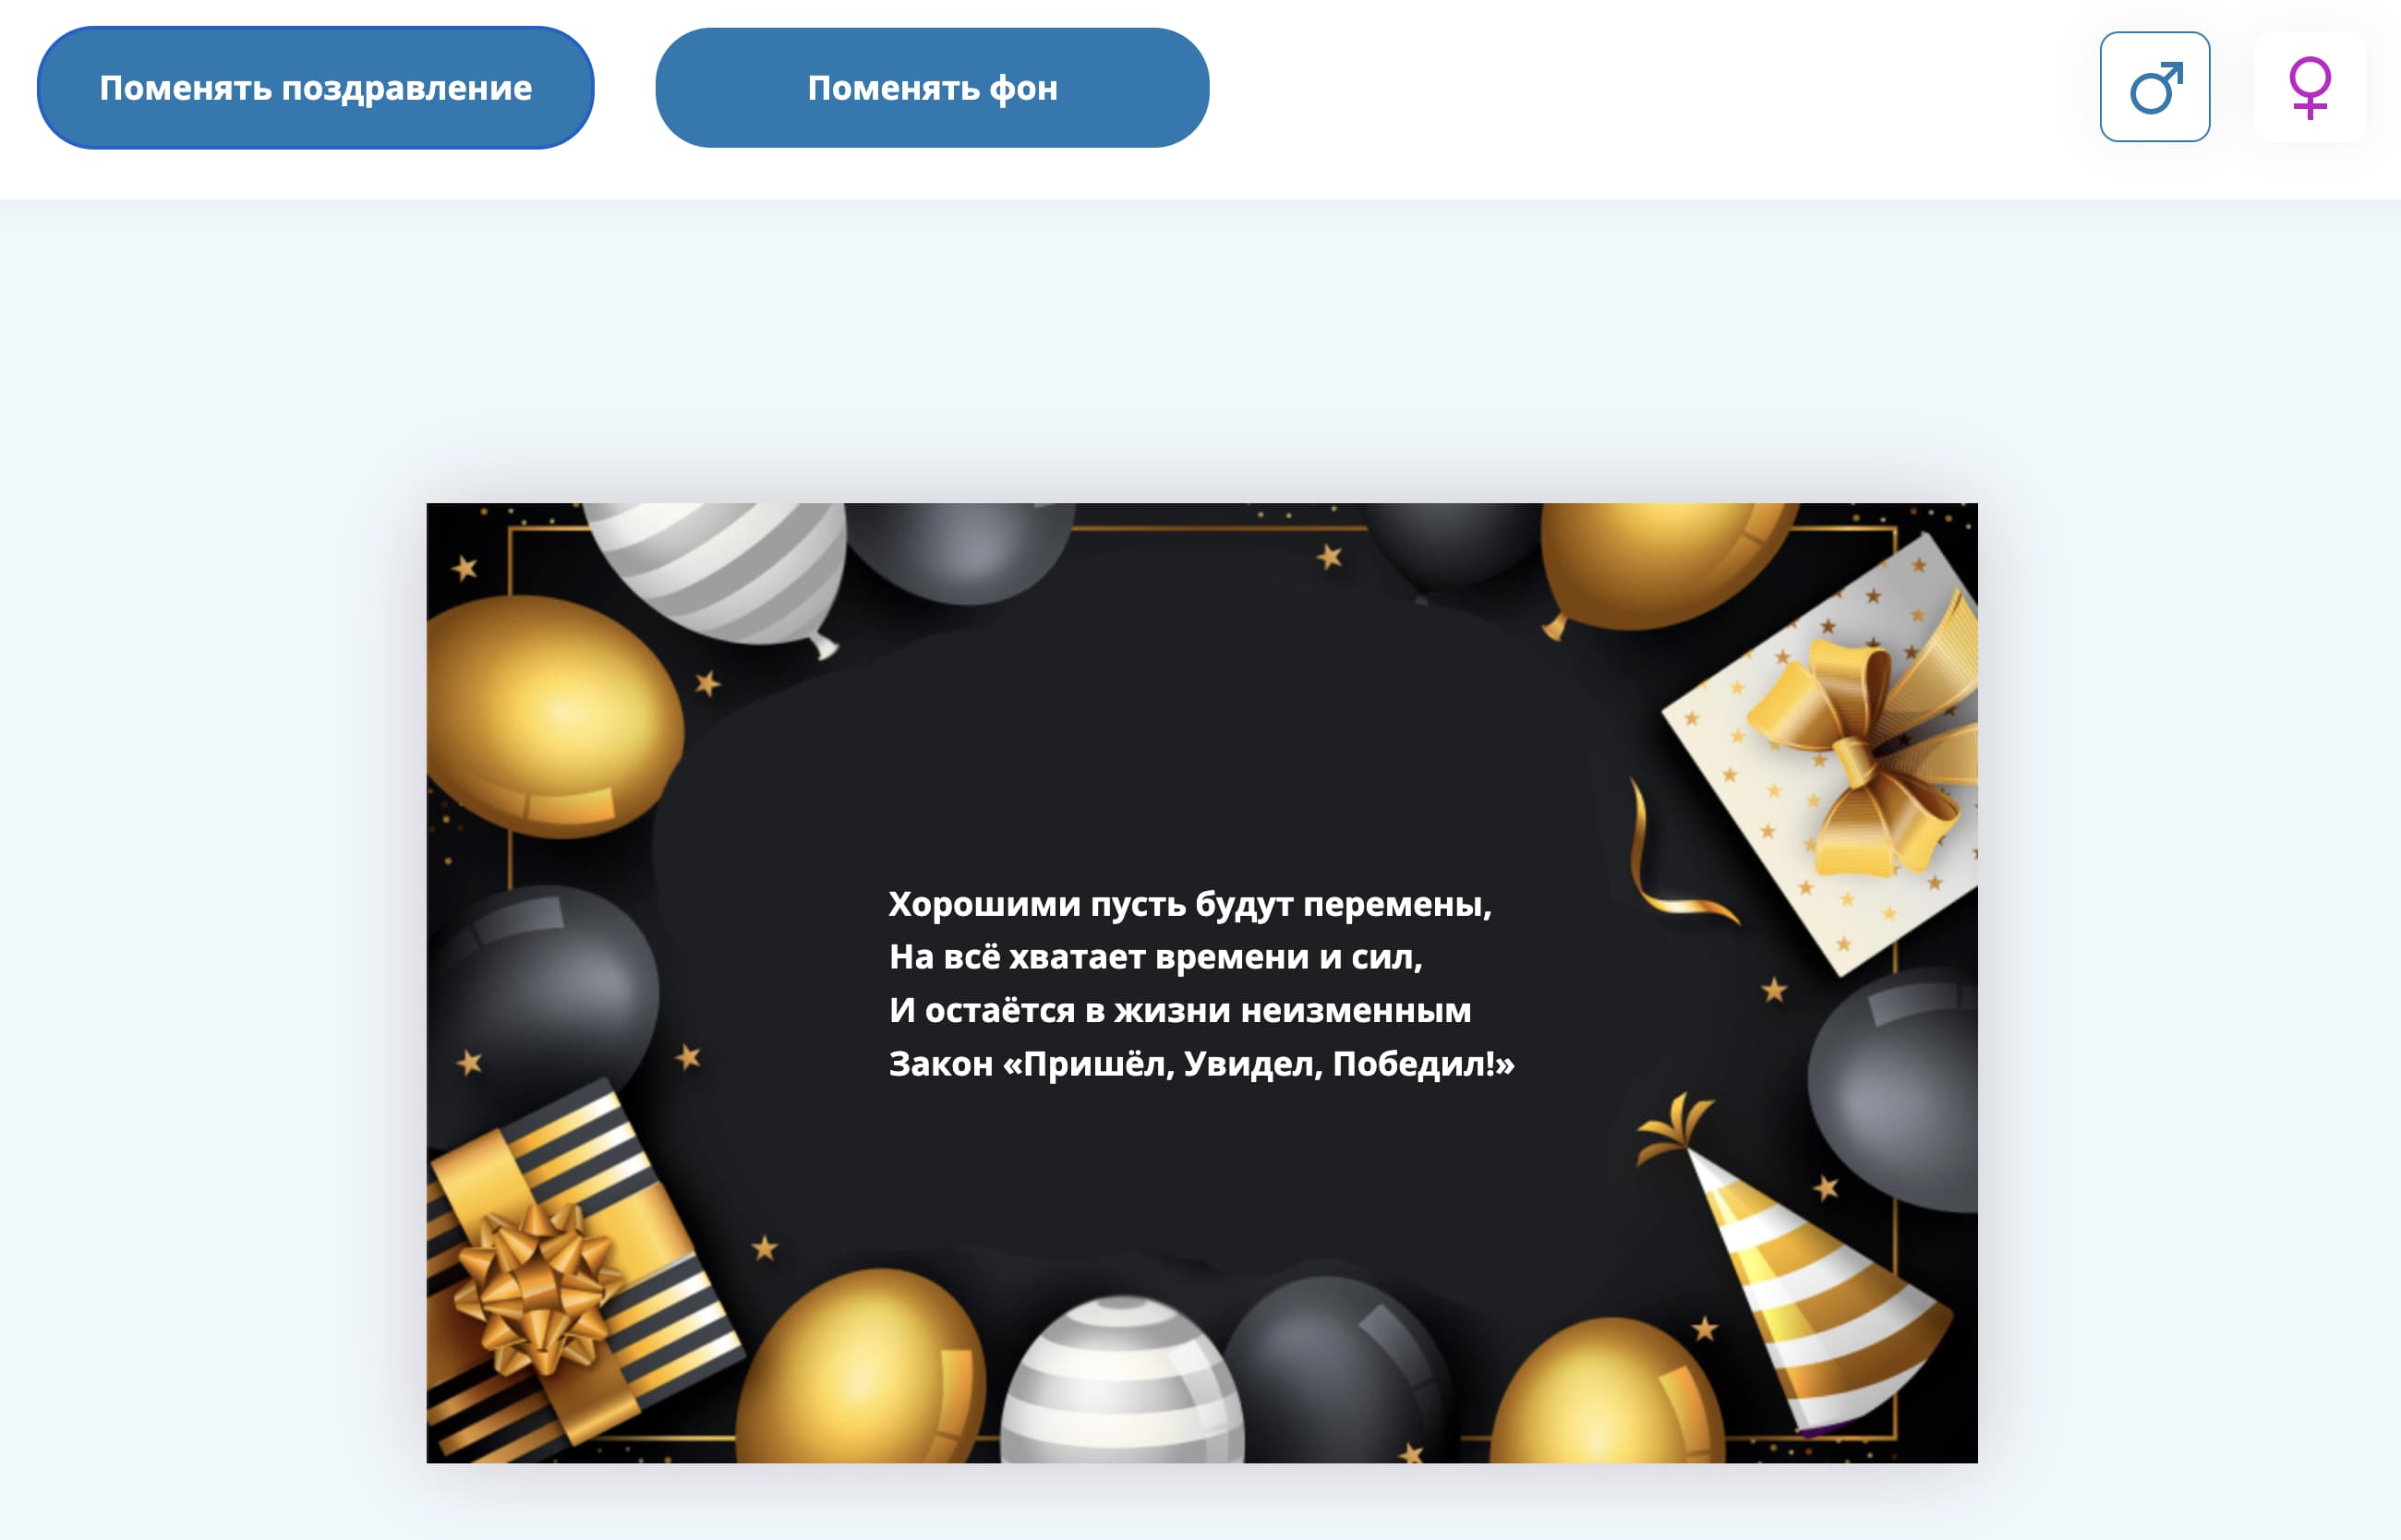 Поменять поздравление
Поменять фон
Хорошими пусть будут перемены,
На всё хватает времени и сил,
И остаётся в жизни неизменным
Закон «Пришёл, Увидел, Победил!»